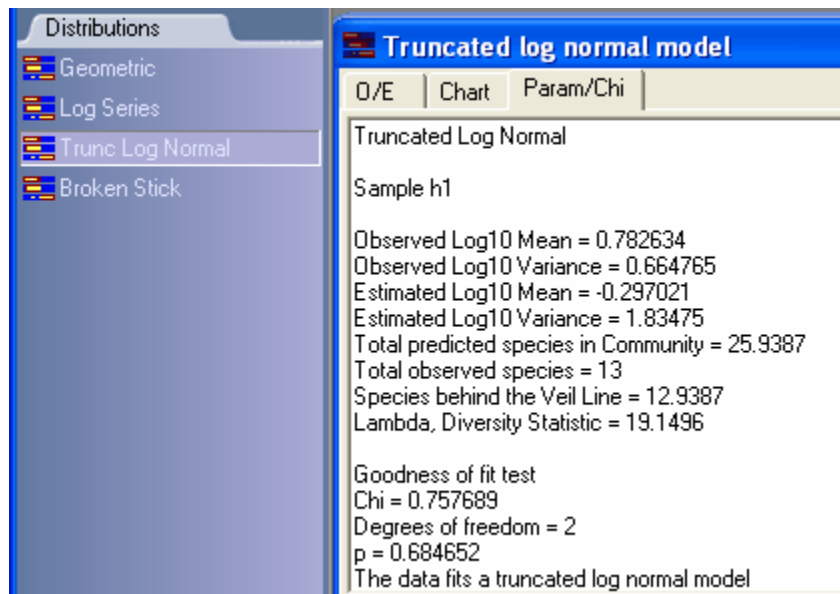 Distributions
Geometric
Log Series
Trunc Log Normal
Broken Stick
Truncated log normal model
O/E
Chart
Param/Chi
Truncated Log Normal
Sample h1
Observed Log10 Mean = 0.782634
Observed Log10 Variance = 0.664765
Estimated Log10 Mean = -0.297021
Estimated Log10 Variance = 1.83475
Total predicted species in Community = 25.9387
Total observed species = 13
Species behind the Veil Line = 12.9387
Lambda, Diversity Statistic = 19.1496
Goodness of fit test
Chi = 0.757689
Degrees of freedom = 2
p = 0.684652
The data fits a truncated log normal model